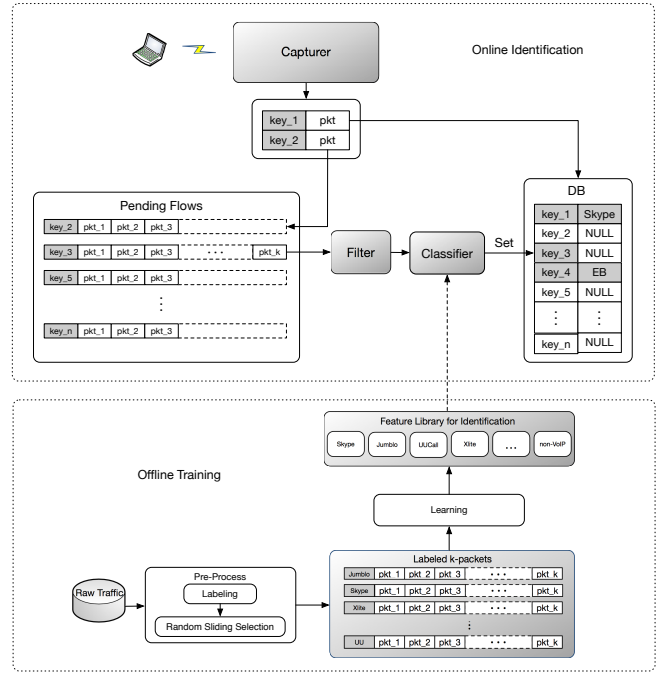 Capturer
Online Identification
key_1 pkt
key_2 pkt
Pending Flows
key_2 pkt_1 pkt_2 pkt_3
key_3 pkt_1 pkt_2 pkt_3 ... pkt_k
key_5 pkt_1 pkt_2 pkt_3
⋮
key_n pkt_1 pkt_2 pkt_3
Filter
Classifier
Set
DB
key_1 Skype
key_2 NULL
key_3 NULL
key_4 EB
key_5 NULL
⋮ ⋮
key_n NULL
Feature Library for Identification
Skype Jumblo UUCall Xlite ... non-VoIP
Offline Training
Learning
Labeled k-packets
Jumblo pkt_1 pkt_2 pkt_3 ... pkt_k
Skype pkt_1 pkt_2 pkt_3 ... pkt_k
Xlite pkt_1 pkt_2 pkt_3 ... pkt_k
⋮
UU pkt_1 pkt_2 pkt_3 ... pkt_k
Raw Traffic
Pre-Process
Labeling
Random Sliding Selection